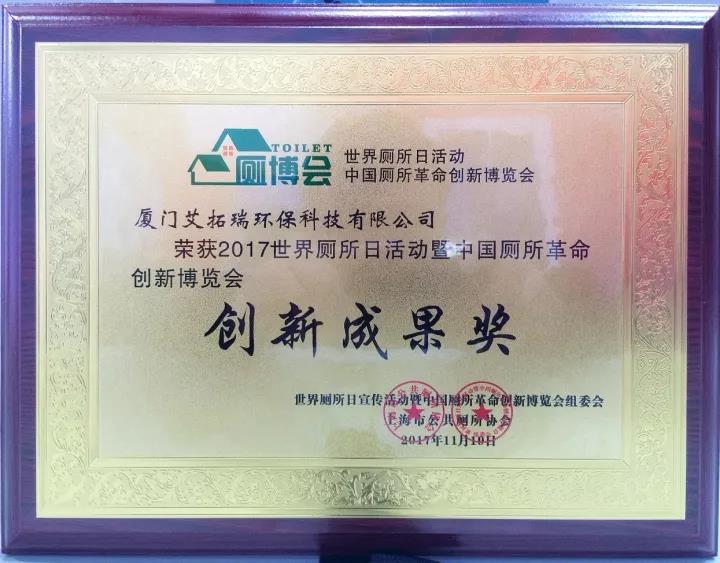 TOILET
厕博会
世界厕所日活动
中国厕所革命创新博览会
厦门艾拓瑞环保科技有限公司
荣获2017世界厕所日活动暨中国厕所革命
创新博览会
创新成果奖
世界厕所日宣传活动暨中国厕所革命创新博览会组委会
上海市公共厕所协会
2017年11月19日